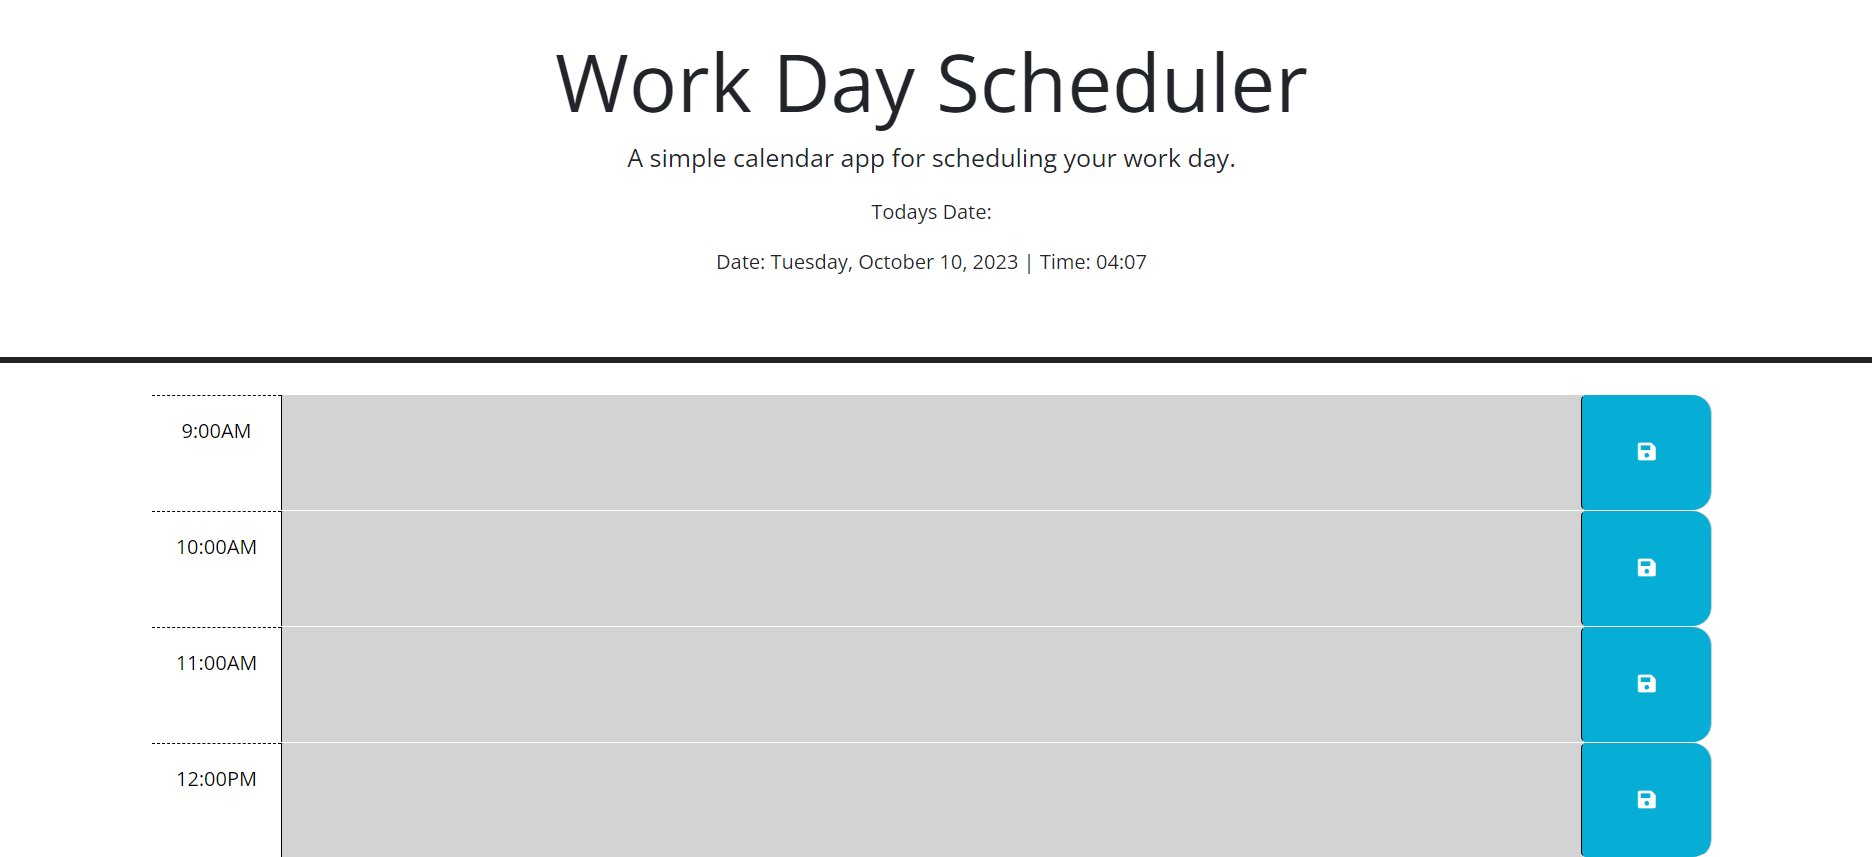 Work Day Scheduler
A simple calendar app for scheduling your work day.
Todays Date:
Date: Tuesday, October 10, 2023 | Time: 04:07
9:00AM
10:00AM
11:00AM
12:00PM